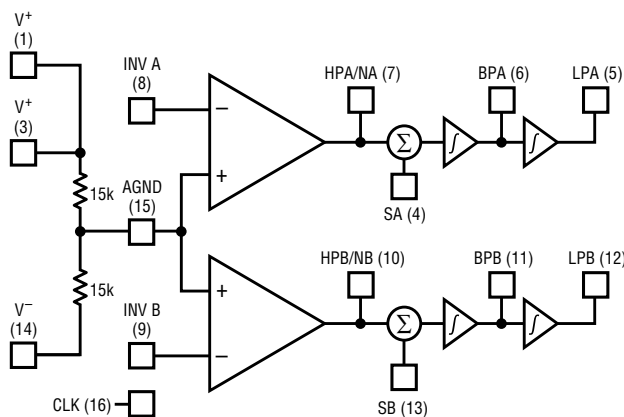 V+
(1)
INV A
(8)
HPA/NA (7)
BPA (6)
LPA (5)
V+
(3)
−
+
Σ
∫
∫
15k
AGND
(15)
SA (4)
HPB/NB (10)
BPB (11)
LPB (12)
15k
V−
(14)
INV B
(9)
+
−
Σ
∫
∫
SB (13)
CLK (16)